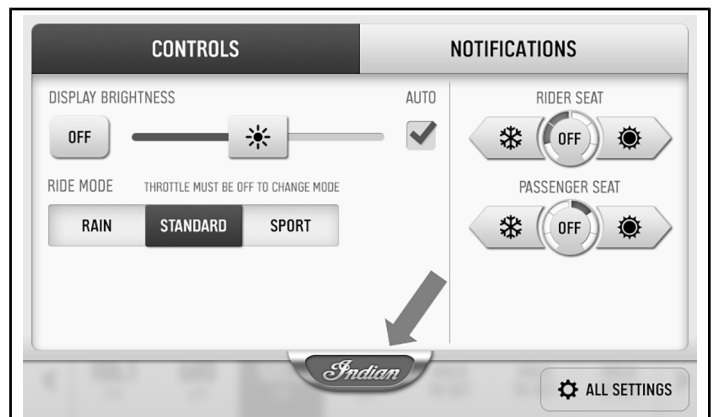 CONTROLS
NOTIFICATIONS
DISPLAY BRIGHTNESS
AUTO
OFF
RIDE MODE
THROTTLE MUST BE OFF TO CHANGE MODE
RAIN
STANDARD
SPORT
RIDER SEAT
OFF
PASSENGER SEAT
OFF
Indian
ALL SETTINGS